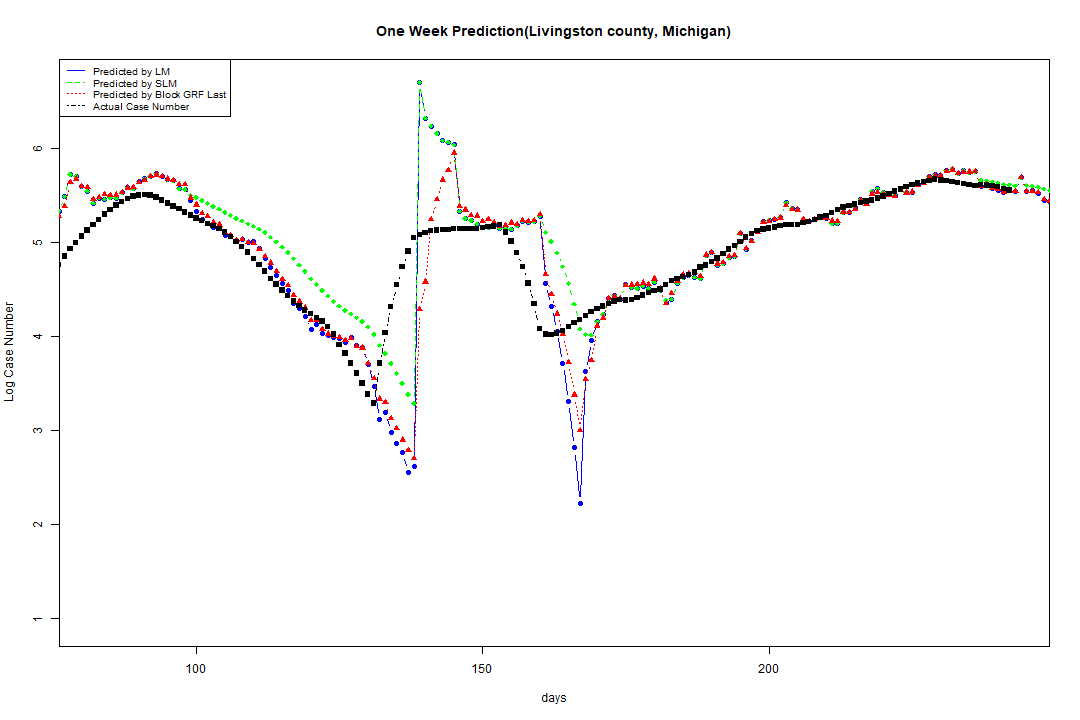 One Week Prediction(Livingston county, Michigan)
Predicted by LM
Predicted by SLM
Predicted by Block GRF Last
Actual Case Number
Log Case Number
6
5
4
3
2
1
100 150 200
days